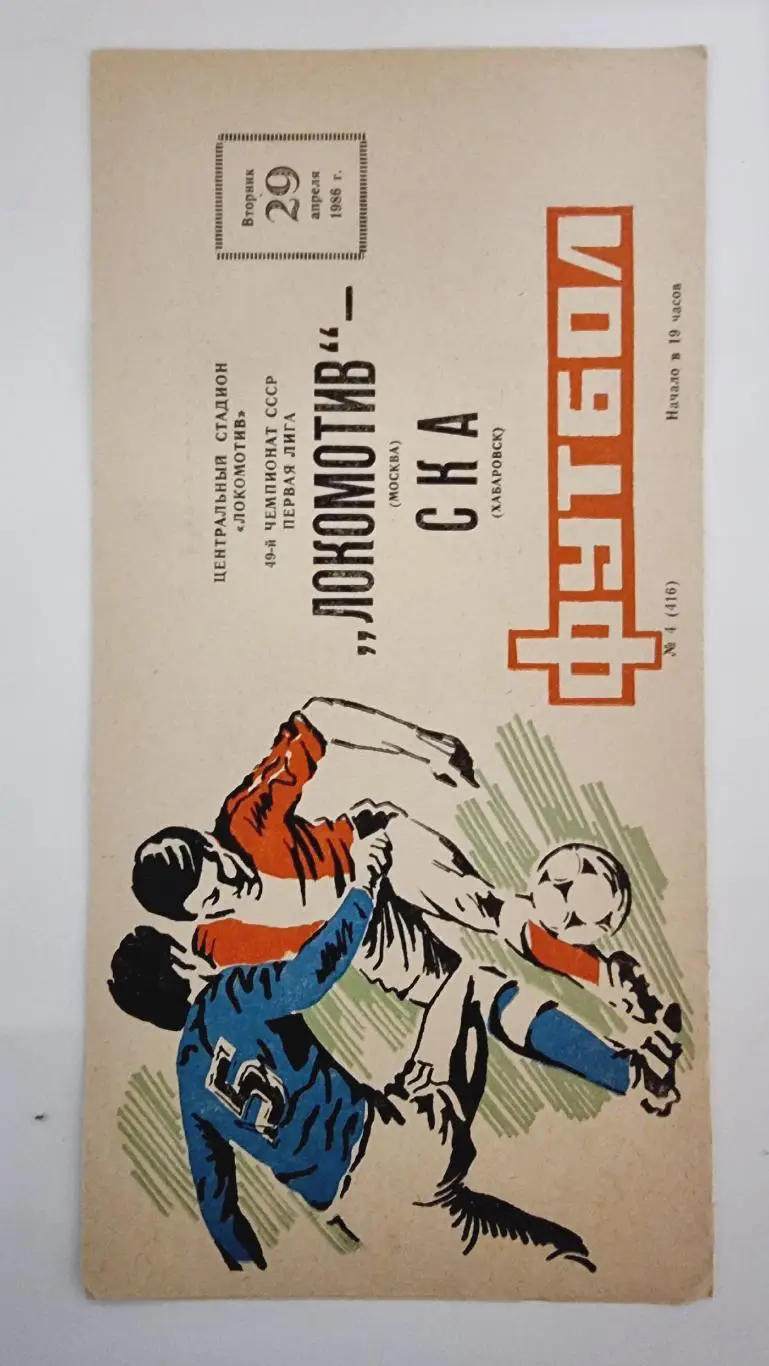 Вторник
29
апреля
1986 г.
ЦЕНТРАЛЬНЫЙ СТАДИОН
«ЛОКОМОТИВ»
49-й ЧЕМПИОНАТ СССР
ПЕРВАЯ ЛИГА
„ЛОКОМОТИВ“ –
(МОСКВА)
СКА
(ХАБАРОВСК)
ФУТБОЛ
№ 4 (416)
Начало в 19 часов
5